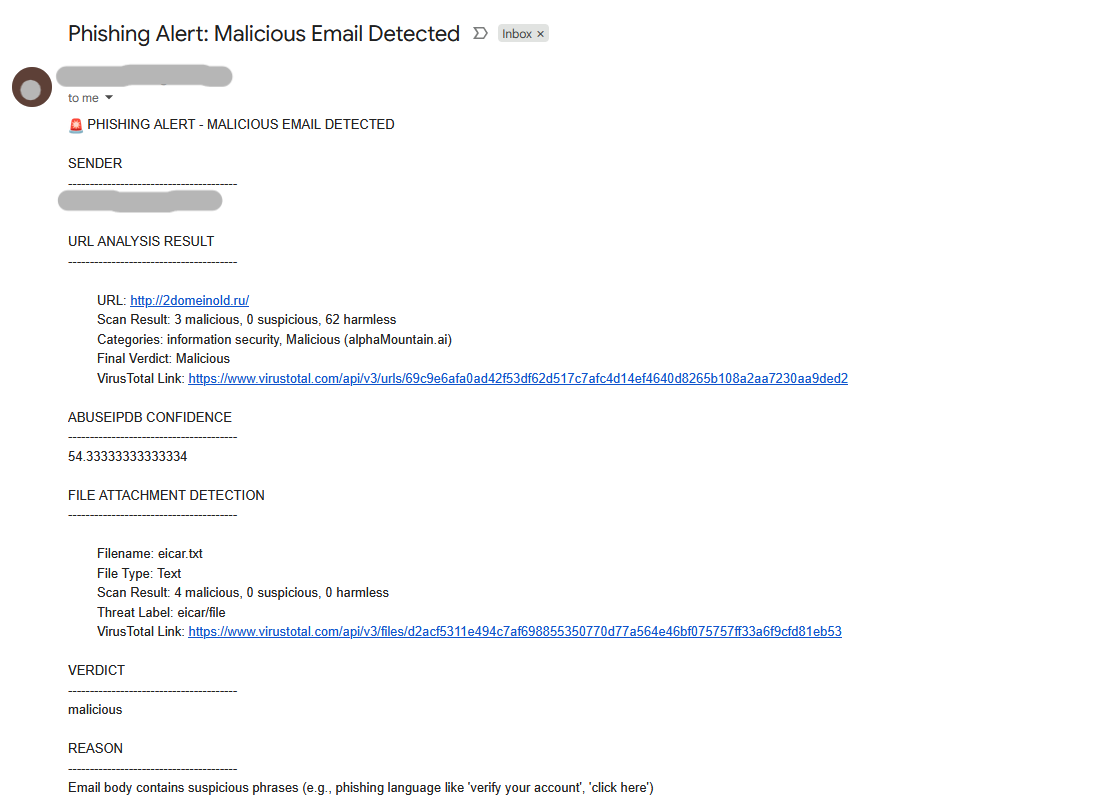 Phishing Alert: Malicious Email Detected Inbox ×
to me
🚨 PHISHING ALERT - MALICIOUS EMAIL DETECTED
SENDER
---------------------------------------
URL ANALYSIS RESULT
---------------------------------------
URL: http://2domeinold.ru/
Scan Result: 3 malicious, 0 suspicious, 62 harmless
Categories: information security, Malicious (alphaMountain.ai)
Final Verdict: Malicious
VirusTotal Link: https://www.virustotal.com/api/v3/urls/69c9e6afa0ad42f53df62d517c7afc4d14ef4640d8265b108a2aa7230aa9ded2
ABUSEIPDB CONFIDENCE
---------------------------------------
54.33333333333334
FILE ATTACHMENT DETECTION
---------------------------------------
Filename: eicar.txt
File Type: Text
Scan Result: 4 malicious, 0 suspicious, 0 harmless
Threat Label: eicar/file
VirusTotal Link: https://www.virustotal.com/api/v3/files/d2acf5311e494c7af698855350770d77a564e46bf075757ff33a6f9cfd81eb53
VERDICT
---------------------------------------
malicious
REASON
---------------------------------------
Email body contains suspicious phrases (e.g., phishing language like 'verify your account', 'click here')